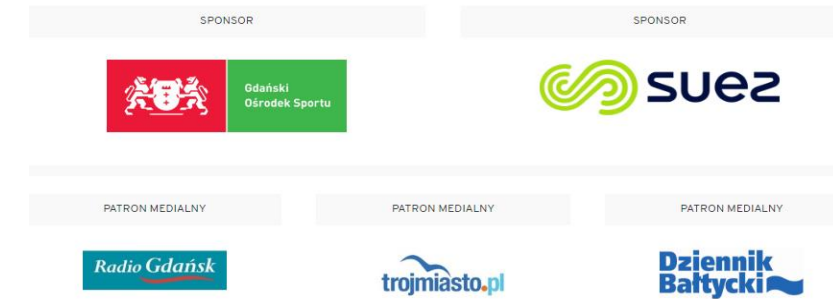 SPONSOR
SPONSOR
Gdański
Ośrodek Sportu
suez
PATRON MEDIALNY
PATRON MEDIALNY
PATRON MEDIALNY
Radio Gdańsk
trojmiasto.pl
Dziennik
Bałtycki